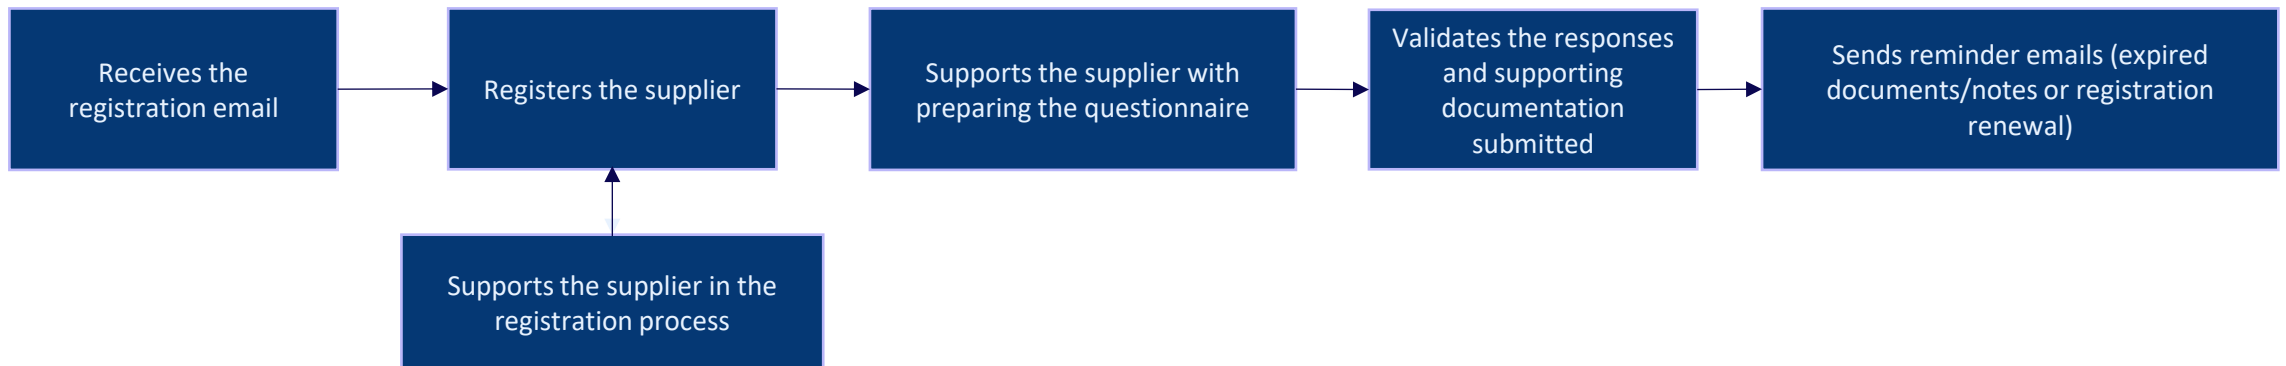 Receives the
registration email
Registers the supplier
Supports the supplier with
preparing the questionnaire
Validates the responses
and supporting
documentation
submitted
Sends reminder emails (expired
documents/notes or registration
renewal)
Supports the supplier in the
registration process